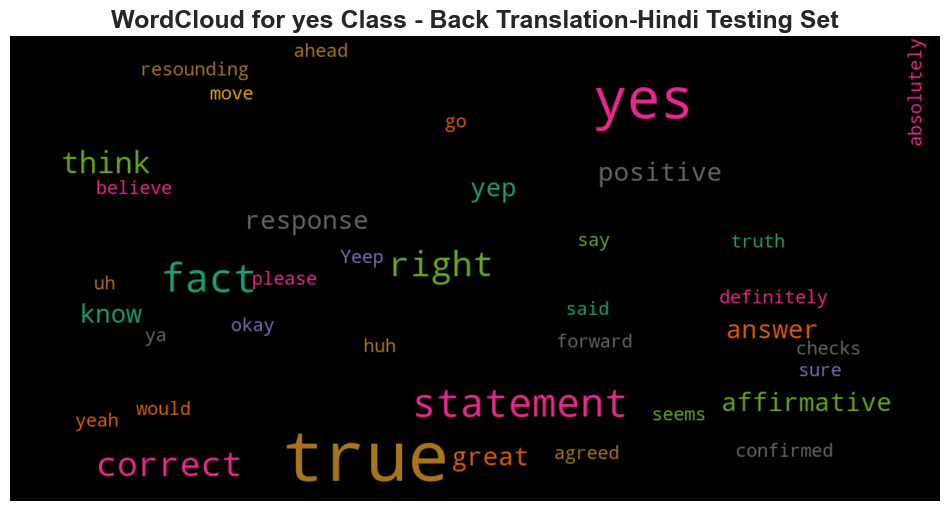 WordCloud for yes Class - Back Translation-Hindi Testing Set
ahead
resounding
absolutely
move
yes
go
think
positive
believe
yep
response
say
truth
Yeep
right
fact
please
uh
definitely
know
said
okay
answer
ya
forward
huh
checks
sure
statement
affirmative
would
seems
yeah
true
correct
great
agreed
confirmed